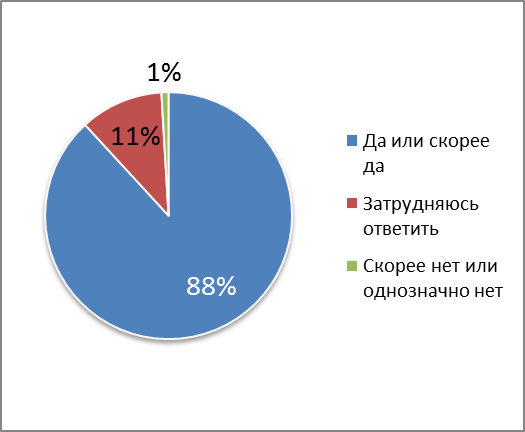 1%
11%
88%
Да или скорее
да
Затрудняюсь
ответить
Скорее нет или
однозначно нет